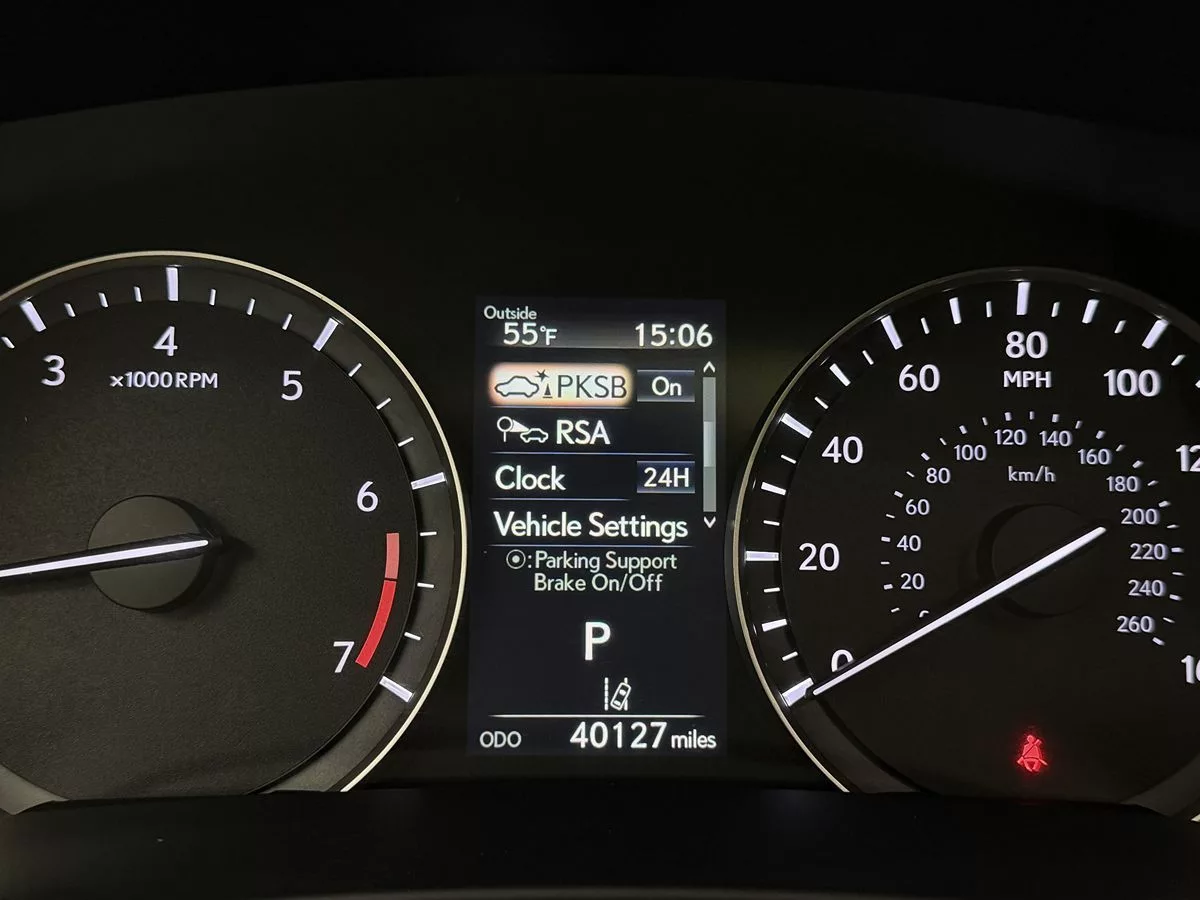 Outside
55°F 15:06
PKSB On
RSA
Clock 24H
Vehicle Settings
:Parking Support
Brake On/Off
P
ODO 40127 miles
3
4
5
6
7
x1000RPM
0
20
40
60
80
100
MPH
20
40
60
80
100
120
140
160
180
200
220
240
260
km/h